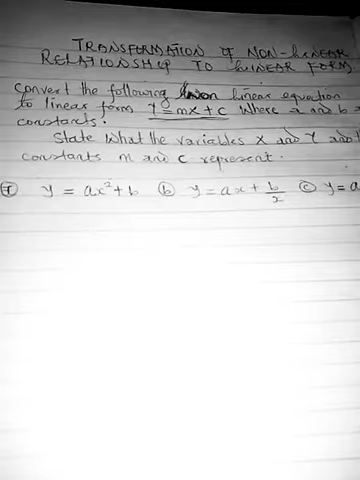 TRANSFORMATION OF NON-LINEAR
RELATIONSHIP TO LINEAR FORM
convert the following non linear equation
to linear form Y = mx + c where a and b a
constants.
State What the variables X and Y and
constants m and c represent.
y = ax² + b (b) y = ax + b/x (c) y = a